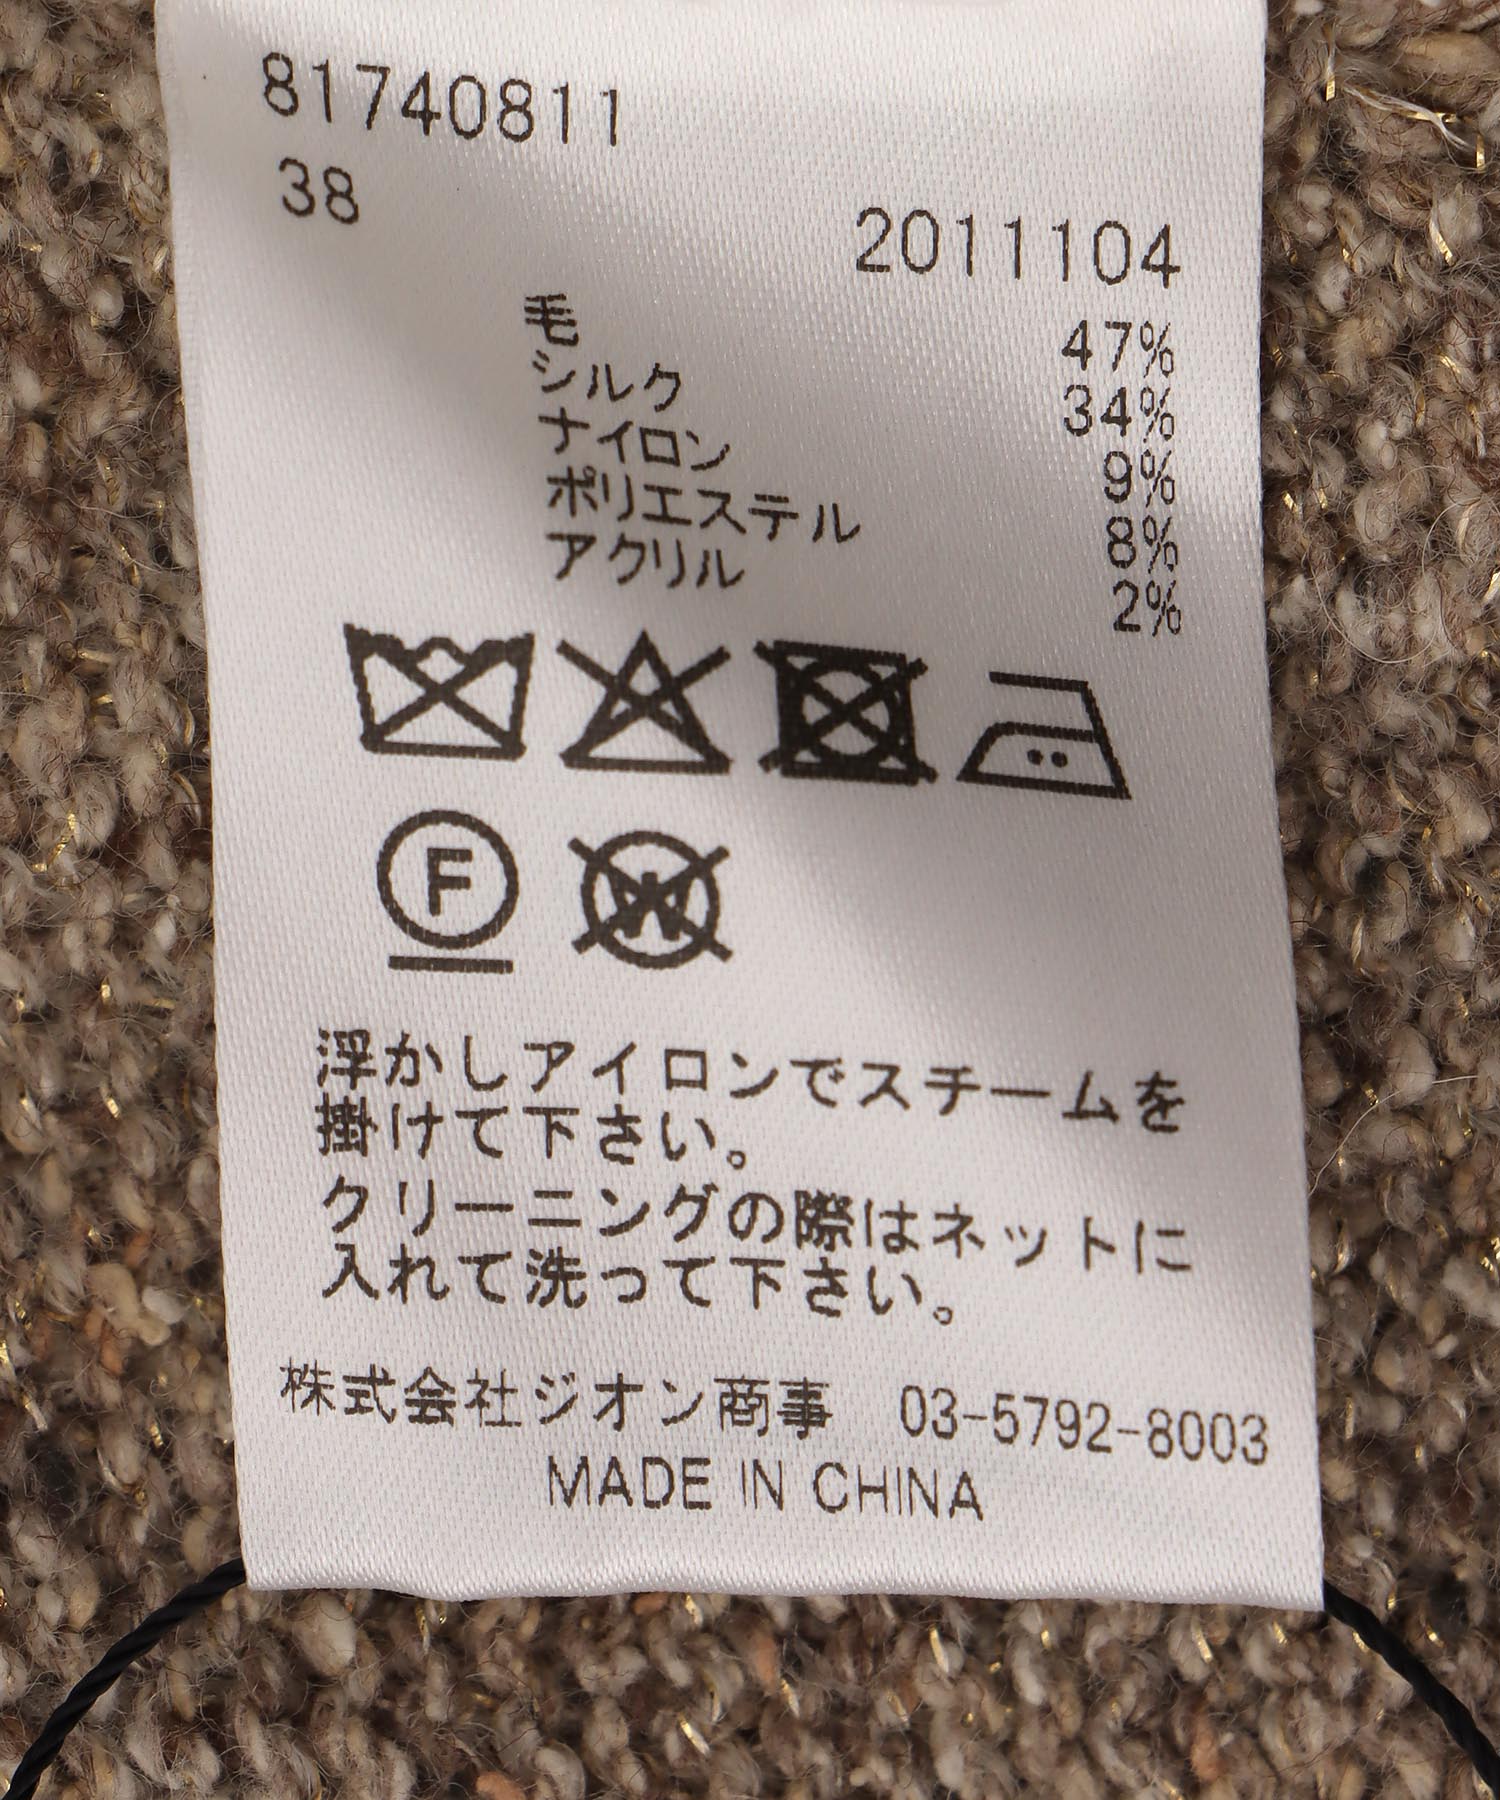 81740811
38
2011104
毛 47%
シルク 34%
ナイロン 9%
ポリエステル 8%
アクリル 2%
F W
浮かしアイロンでスチームを
掛けて下さい。
クリーニングの際はネットに
入れて洗って下さい。
株式会社ジオン商事 03-5792-8003
MADE IN CHINA